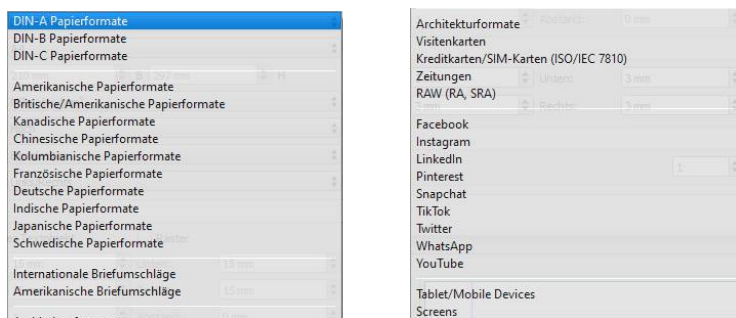 DIN-A Papierformate
DIN-B Papierformate
DIN-C Papierformate
Amerikanische Papierformate
Britische/Amerikanische Papierformate
Kanadische Papierformate
Chinesische Papierformate
Kolumbianische Papierformate
Französische Papierformate
Deutsche Papierformate
Indische Papierformate
Japanische Papierformate
Schwedische Papierformate
Internationale Briefumschläge
Amerikanische Briefumschläge
Architekturformate
Visitenkarten
Kreditkarten/SIM-Karten (ISO/IEC 7810)
Zeitungen
RAW (RA, SRA)
Facebook
Instagram
LinkedIn
Pinterest
Snapchat
TikTok
Twitter
WhatsApp
YouTube
Tablet/Mobile Devices
Screens